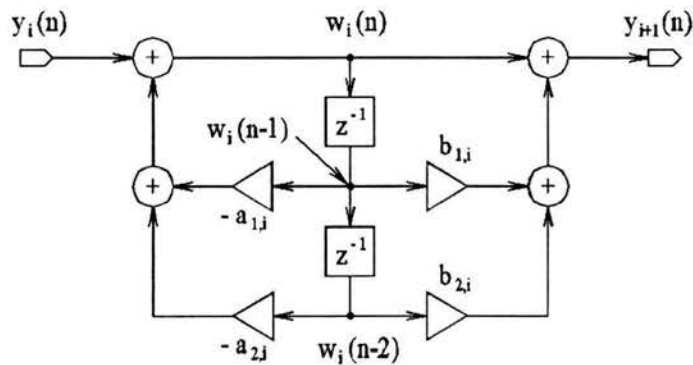 y_i(n) w_i(n) y_{i+1}(n)
+ +
z^{-1}
w_i(n-1) b_{1,i}
+ +
- a_{1,i}
z^{-1}
b_{2,i}
- a_{2,i} w_i(n-2)